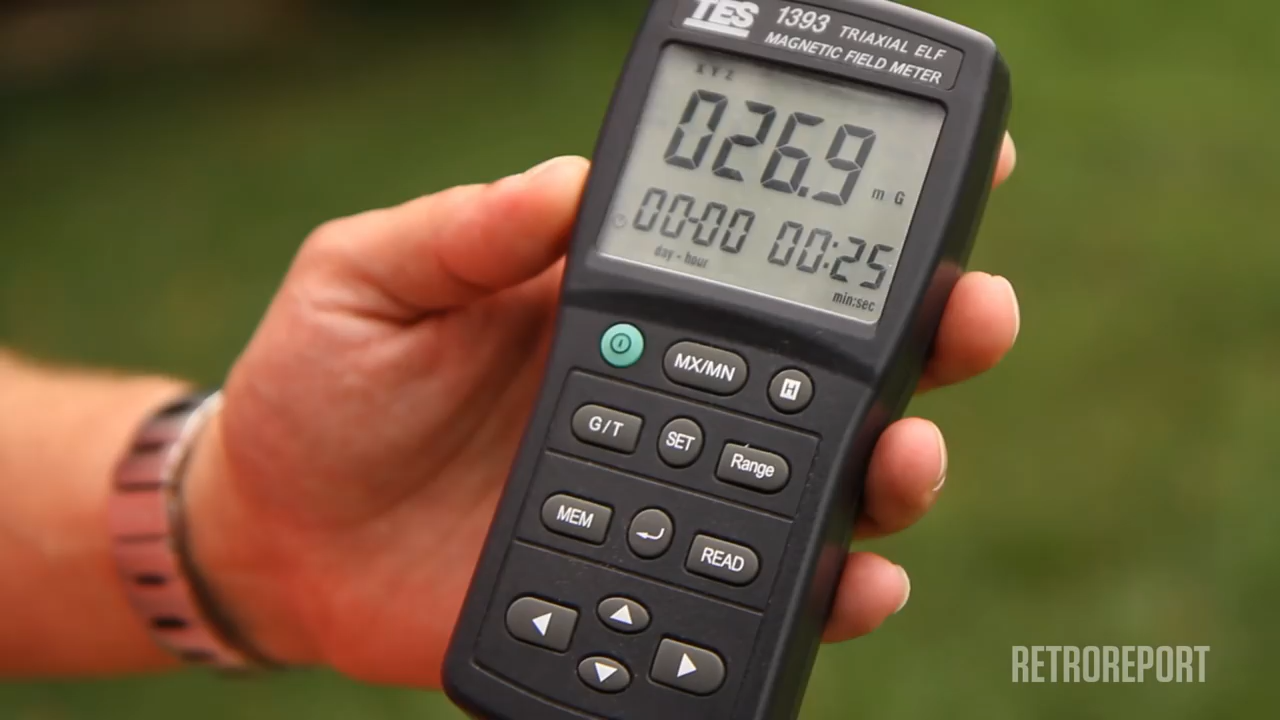 TES 1393 TRIAXIAL ELF
MAGNETIC FIELD METER
X Y Z
026.9 m G
00-00 00:25
day - hour min:sec
MX/MN H
G/T SET Range
MEM READ
RETROREPORT